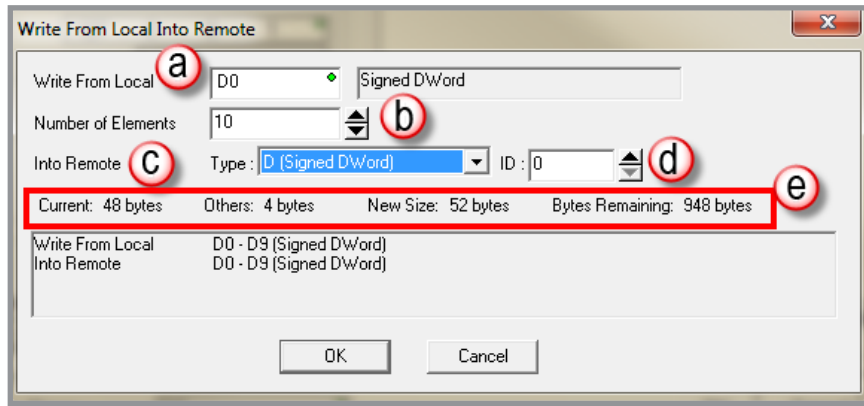 Write From Local Into Remote
a
Write From Local D0 Signed DWord
b
Number of Elements 10
c d
Into Remote Type : D (Signed DWord) ID : 0
e
Current: 48 bytes Others: 4 bytes New Size: 52 bytes Bytes Remaining: 948 bytes
Write From Local D0 - D9 (Signed DWord)
Into Remote D0 - D9 (Signed DWord)
OK Cancel